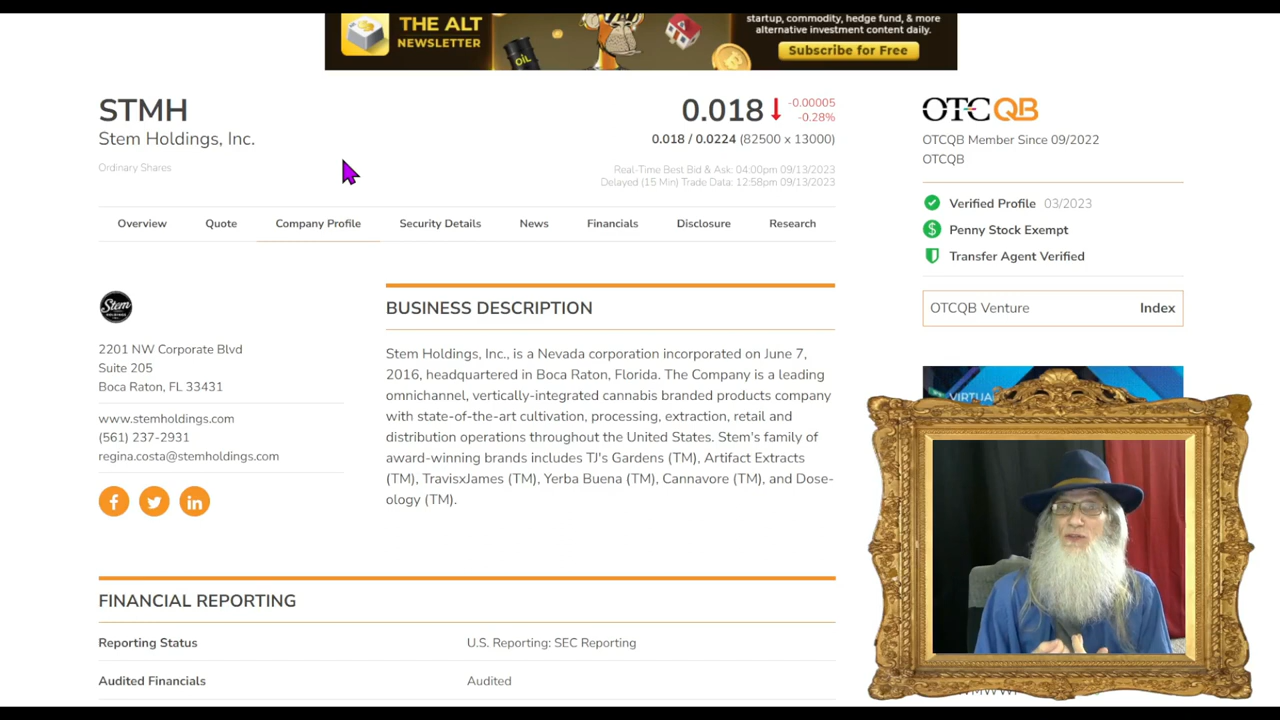 THE ALT
NEWSLETTER
startup, commodity, hedge fund, & more
alternative investment content daily.
Subscribe for Free
OIL
STMH
Stem Holdings, Inc.
Ordinary Shares
0.018
-0.00005
-0.28%
0.018 / 0.0224 (82500 x 13000)
Real-Time Best Bid & Ask: 04:00pm 09/13/2023
Delayed (15 Min) Trade Data: 12:58pm 09/13/2023
OTCQB
OTCQB Member Since 09/2022
OTCQB
Verified Profile 03/2023
Penny Stock Exempt
Transfer Agent Verified
OTCQB Venture Index
Overview Quote Company Profile Security Details News Financials Disclosure Research
Stem
HOLDINGS
2201 NW Corporate Blvd
Suite 205
Boca Raton, FL 33431
www.stemholdings.com
(561) 237-2931
regina.costa@stemholdings.com
BUSINESS DESCRIPTION
Stem Holdings, Inc., is a Nevada corporation incorporated on June 7,
2016, headquartered in Boca Raton, Florida. The Company is a leading
omnichannel, vertically-integrated cannabis branded products company
with state-of-the-art cultivation, processing, extraction, retail and
distribution operations throughout the United States. Stem's family of
award-winning brands includes TJ's Gardens (TM), Artifact Extracts
(TM), TravisxJames (TM), Yerba Buena (TM), Cannavore (TM), and Dose-
ology (TM).
FINANCIAL REPORTING
Reporting Status U.S. Reporting: SEC Reporting
Audited Financials Audited